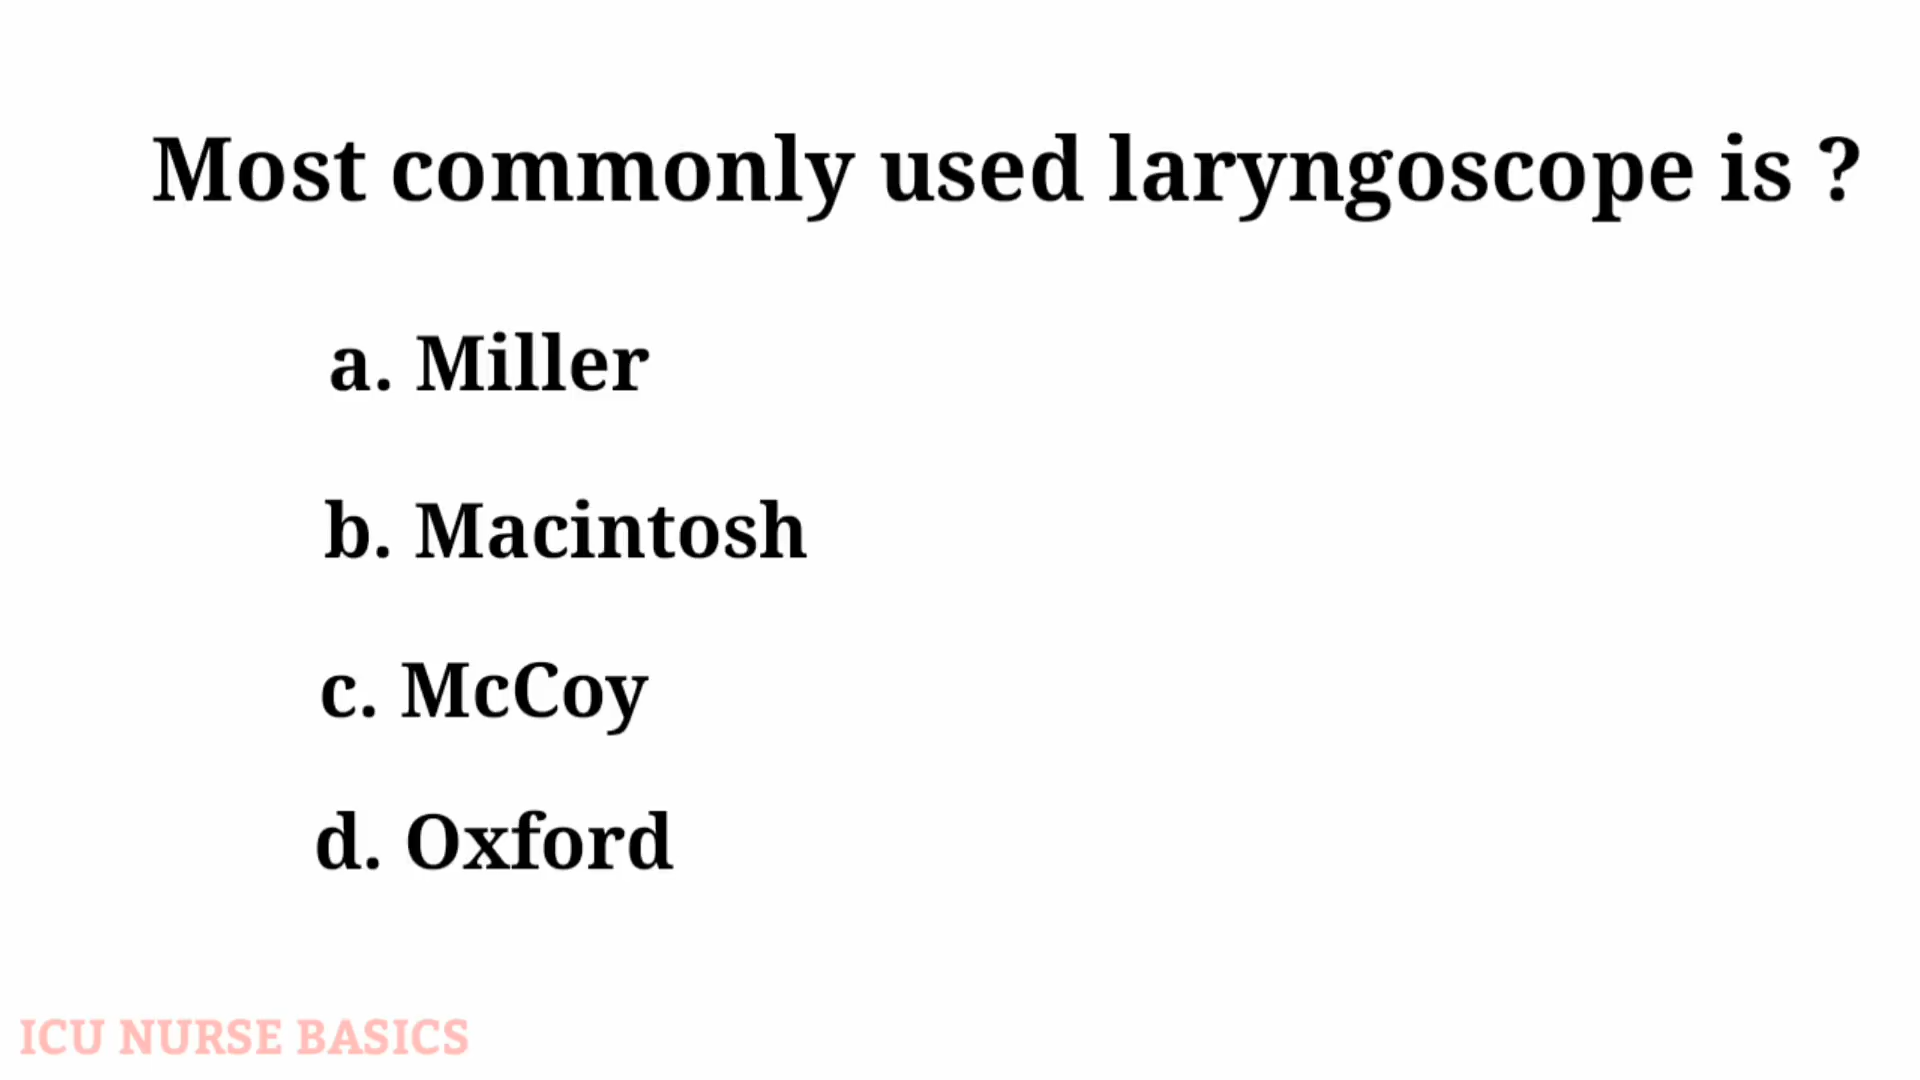 Most commonly used laryngoscope is ?
a. Miller
b. Macintosh
c. McCoy
d. Oxford
ICU NURSE BASICS